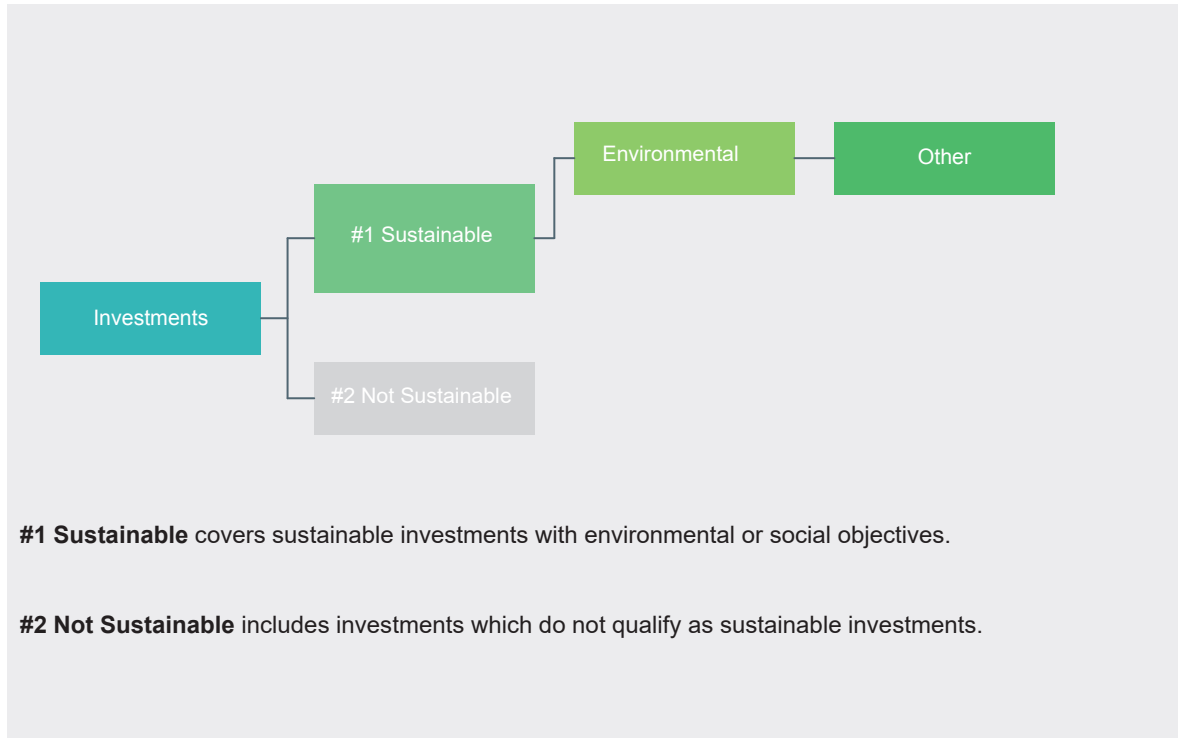 Environmental
Other
#1 Sustainable
Investments
#2 Not Sustainable
#1 Sustainable covers sustainable investments with environmental or social objectives.
#2 Not Sustainable includes investments which do not qualify as sustainable investments.